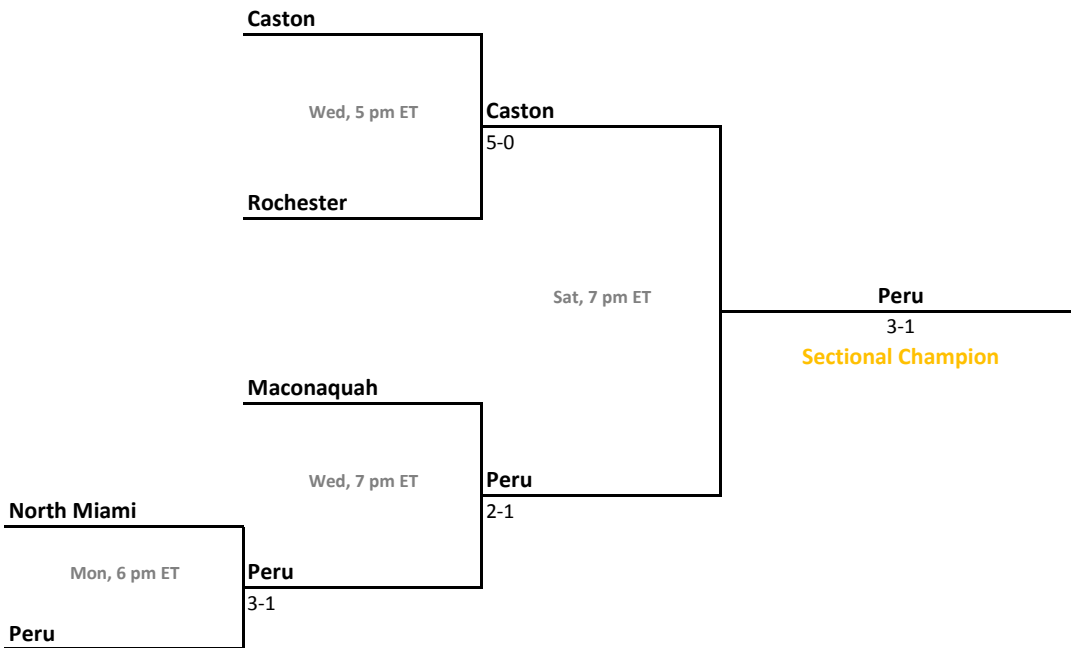 Caston
Wed, 5 pm ET
Caston
5-0
Rochester
Sat, 7 pm ET
Peru
3-1
Sectional Champion
Maconaquah
Wed, 7 pm ET
Peru
2-1
North Miami
Mon, 6 pm ET
Peru
3-1
Peru